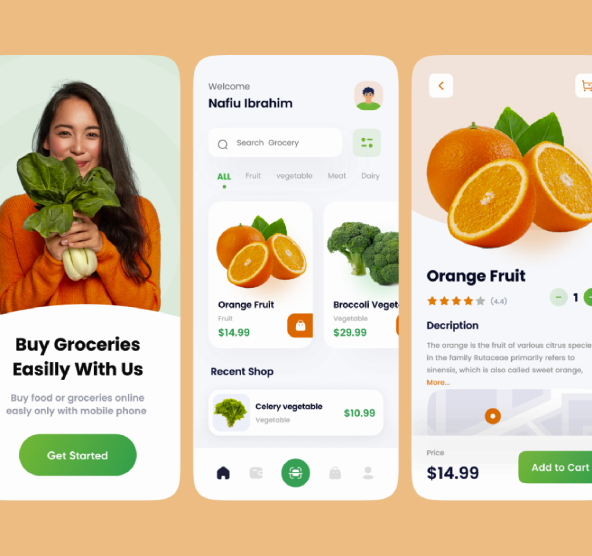 Buy Groceries
Easilly With Us
Buy food or groceries online
easly only with mobile phone
Get Started
Welcome
Nafiu Ibrahim
Search Grocery
ALL Fruit vegetable Meat Dairy
Orange Fruit
Fruit
$14.99
Broccoli Veget
Vegetable
$29.99
Recent Shop
Celery vegetable
Vegetable
$10.99
Orange Fruit
(4.4)
1
Decription
The orange is the fruit of various citrus specie
in the family Rutaceae primarily refers to
sinensis, which is also called sweet orange,
More...
Price
$14.99
Add to Cart